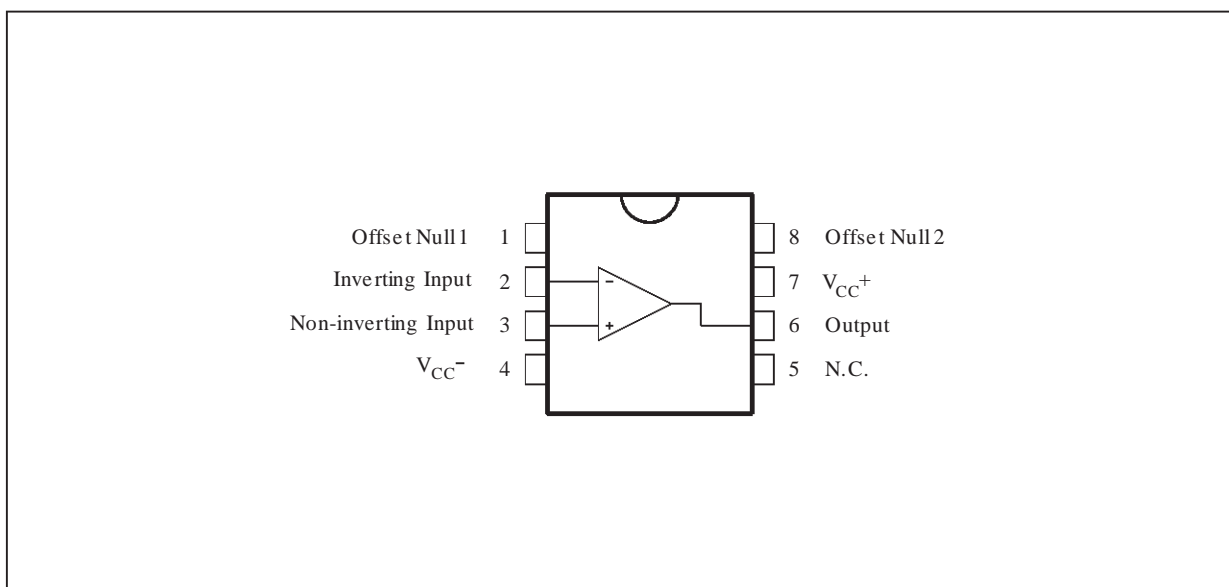 Offset Null 1 1
Inverting Input 2
Non-inverting Input 3
VCC− 4
8 Offset Null 2
7 VCC+
6 Output
5 N.C.
−
+